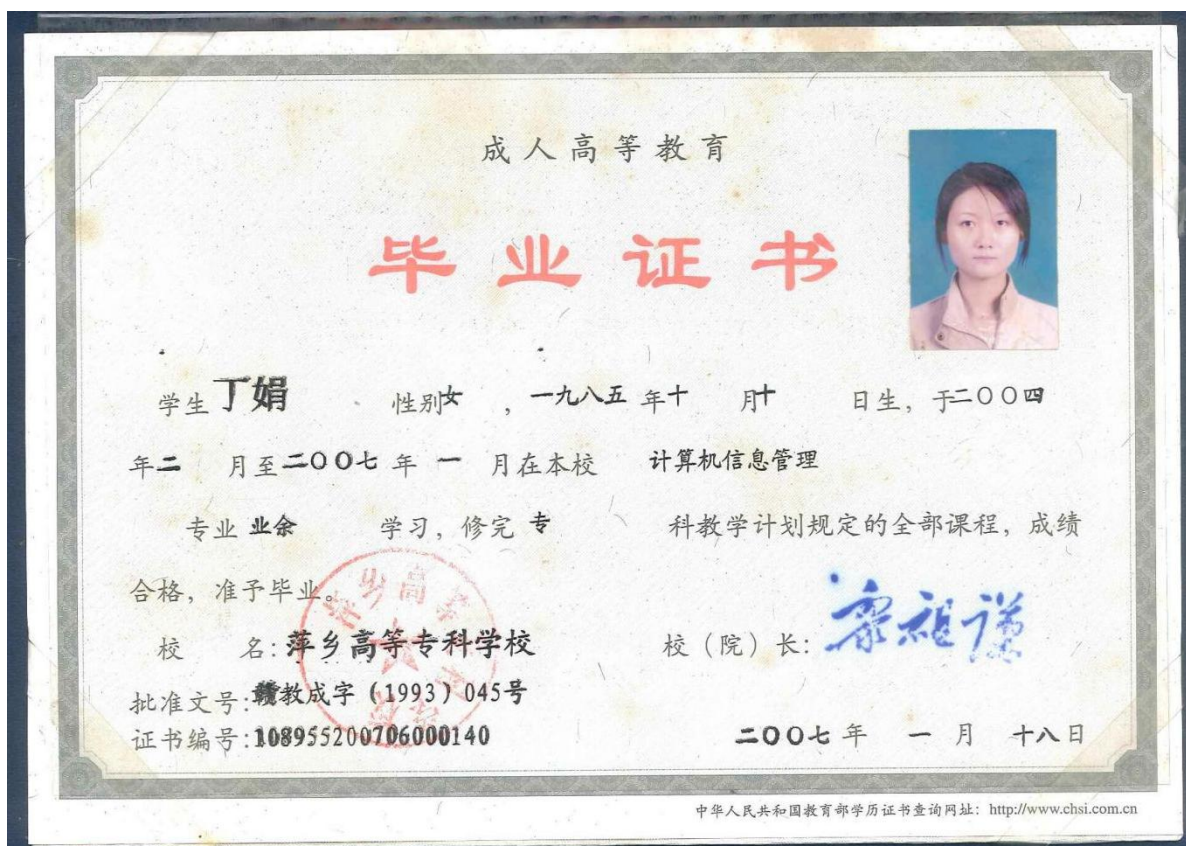 成人高等教育
毕业证书
学生 丁娟 性别 女 , 一九八五 年 十 月 十 日生, 于 二00四
年 二 月至 二00七 年 一 月在本校 计算机信息管理
专业 业余 学习, 修完 专 科教学计划规定的全部课程, 成绩
合格, 准予毕业。
校 名: 萍乡高等专科学校 校(院)长:
批准文号: 赣教成字(1993)045号
证书编号: 108955200706000140 二00七 年 一 月 十八 日
中华人民共和国教育部学历证书查询网址: http://www.chsi.com.cn